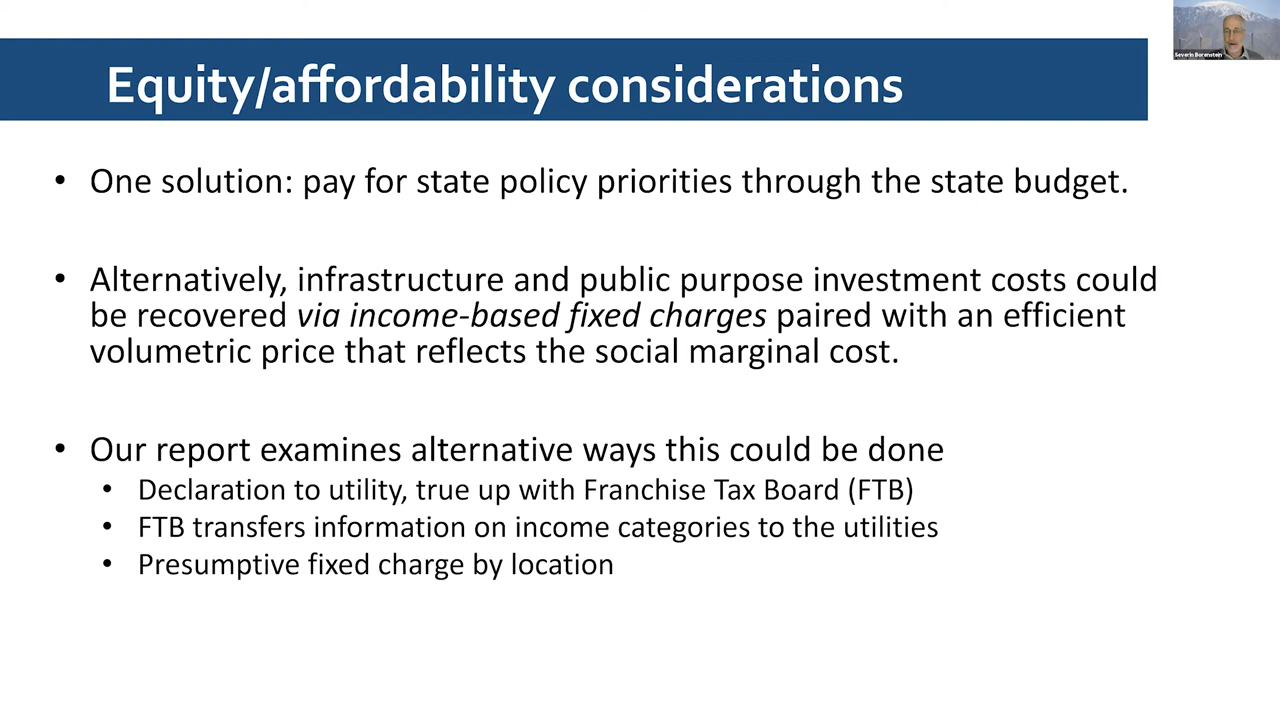 Severin Borenstein
Equity/affordability considerations
• One solution: pay for state policy priorities through the state budget.
• Alternatively, infrastructure and public purpose investment costs could
be recovered via income-based fixed charges paired with an efficient
volumetric price that reflects the social marginal cost.
• Our report examines alternative ways this could be done
• Declaration to utility, true up with Franchise Tax Board (FTB)
• FTB transfers information on income categories to the utilities
• Presumptive fixed charge by location